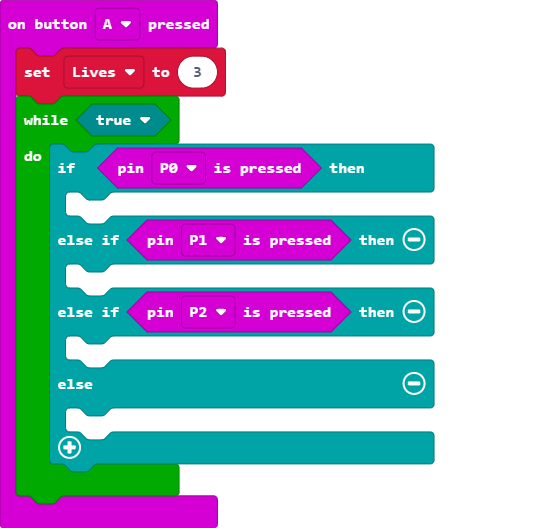 on button A pressed
set Lives to 3
while true
do
if pin P0 is pressed then
else if pin P1 is pressed then
else if pin P2 is pressed then
else